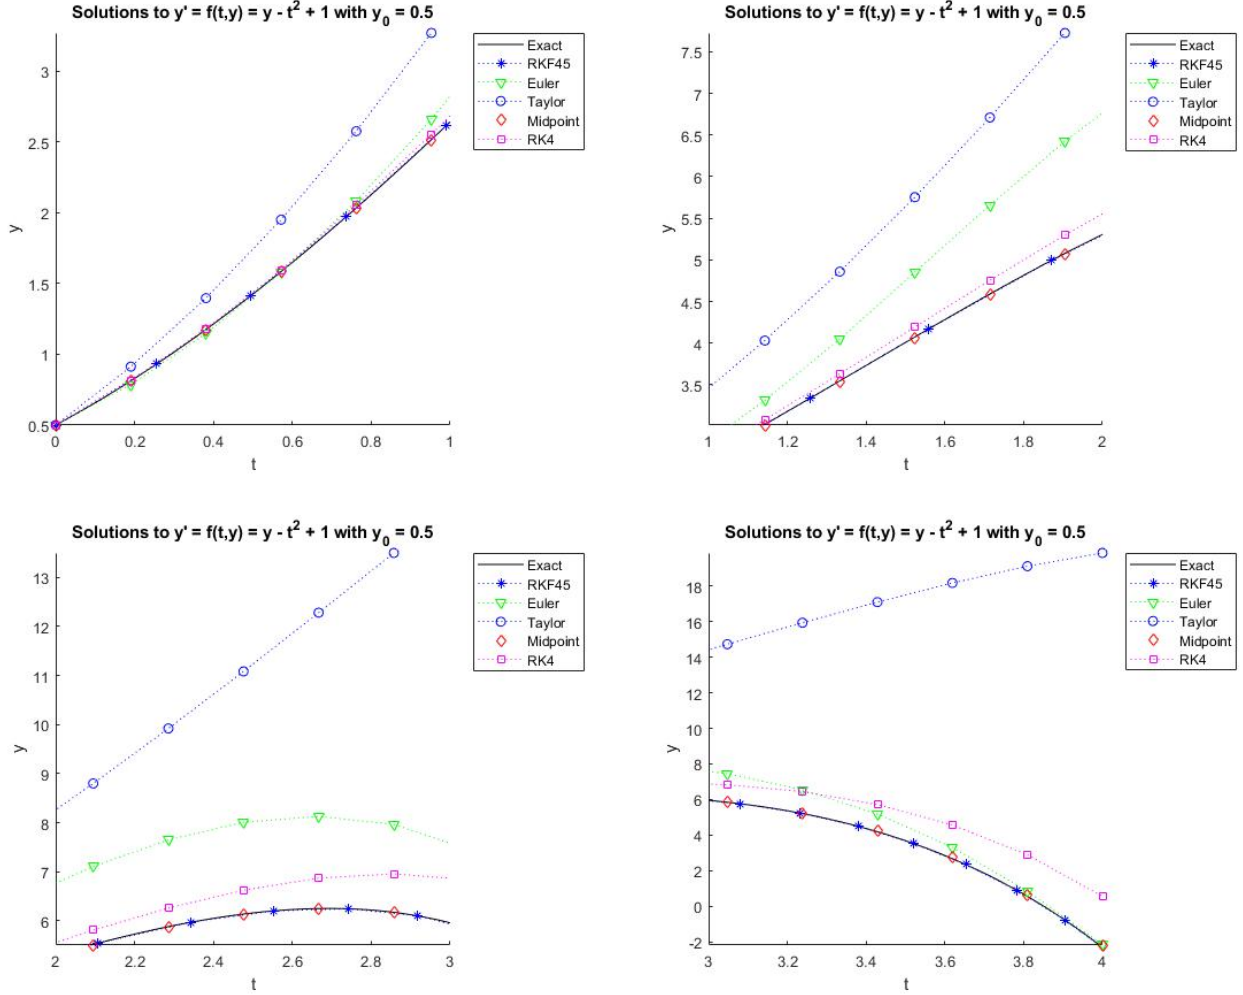 Solutions to y' = f(t,y) = y - t² + 1 with y₀ = 0.5
y
3
2.5
2
1.5
1
0.5
0 0.2 0.4 0.6 0.8 1
t
Exact
RKF45
Euler
Taylor
Midpoint
RK4
Solutions to y' = f(t,y) = y - t² + 1 with y₀ = 0.5
y
7.5
7
6.5
6
5.5
5
4.5
4
3.5
1 1.2 1.4 1.6 1.8 2
t
Exact
RKF45
Euler
Taylor
Midpoint
RK4
Solutions to y' = f(t,y) = y - t² + 1 with y₀ = 0.5
y
13
12
11
10
9
8
7
6
2 2.2 2.4 2.6 2.8 3
t
Exact
RKF45
Euler
Taylor
Midpoint
RK4
Solutions to y' = f(t,y) = y - t² + 1 with y₀ = 0.5
y
18
16
14
12
10
8
6
4
2
0
-2
3 3.2 3.4 3.6 3.8 4
t
Exact
RKF45
Euler
Taylor
Midpoint
RK4